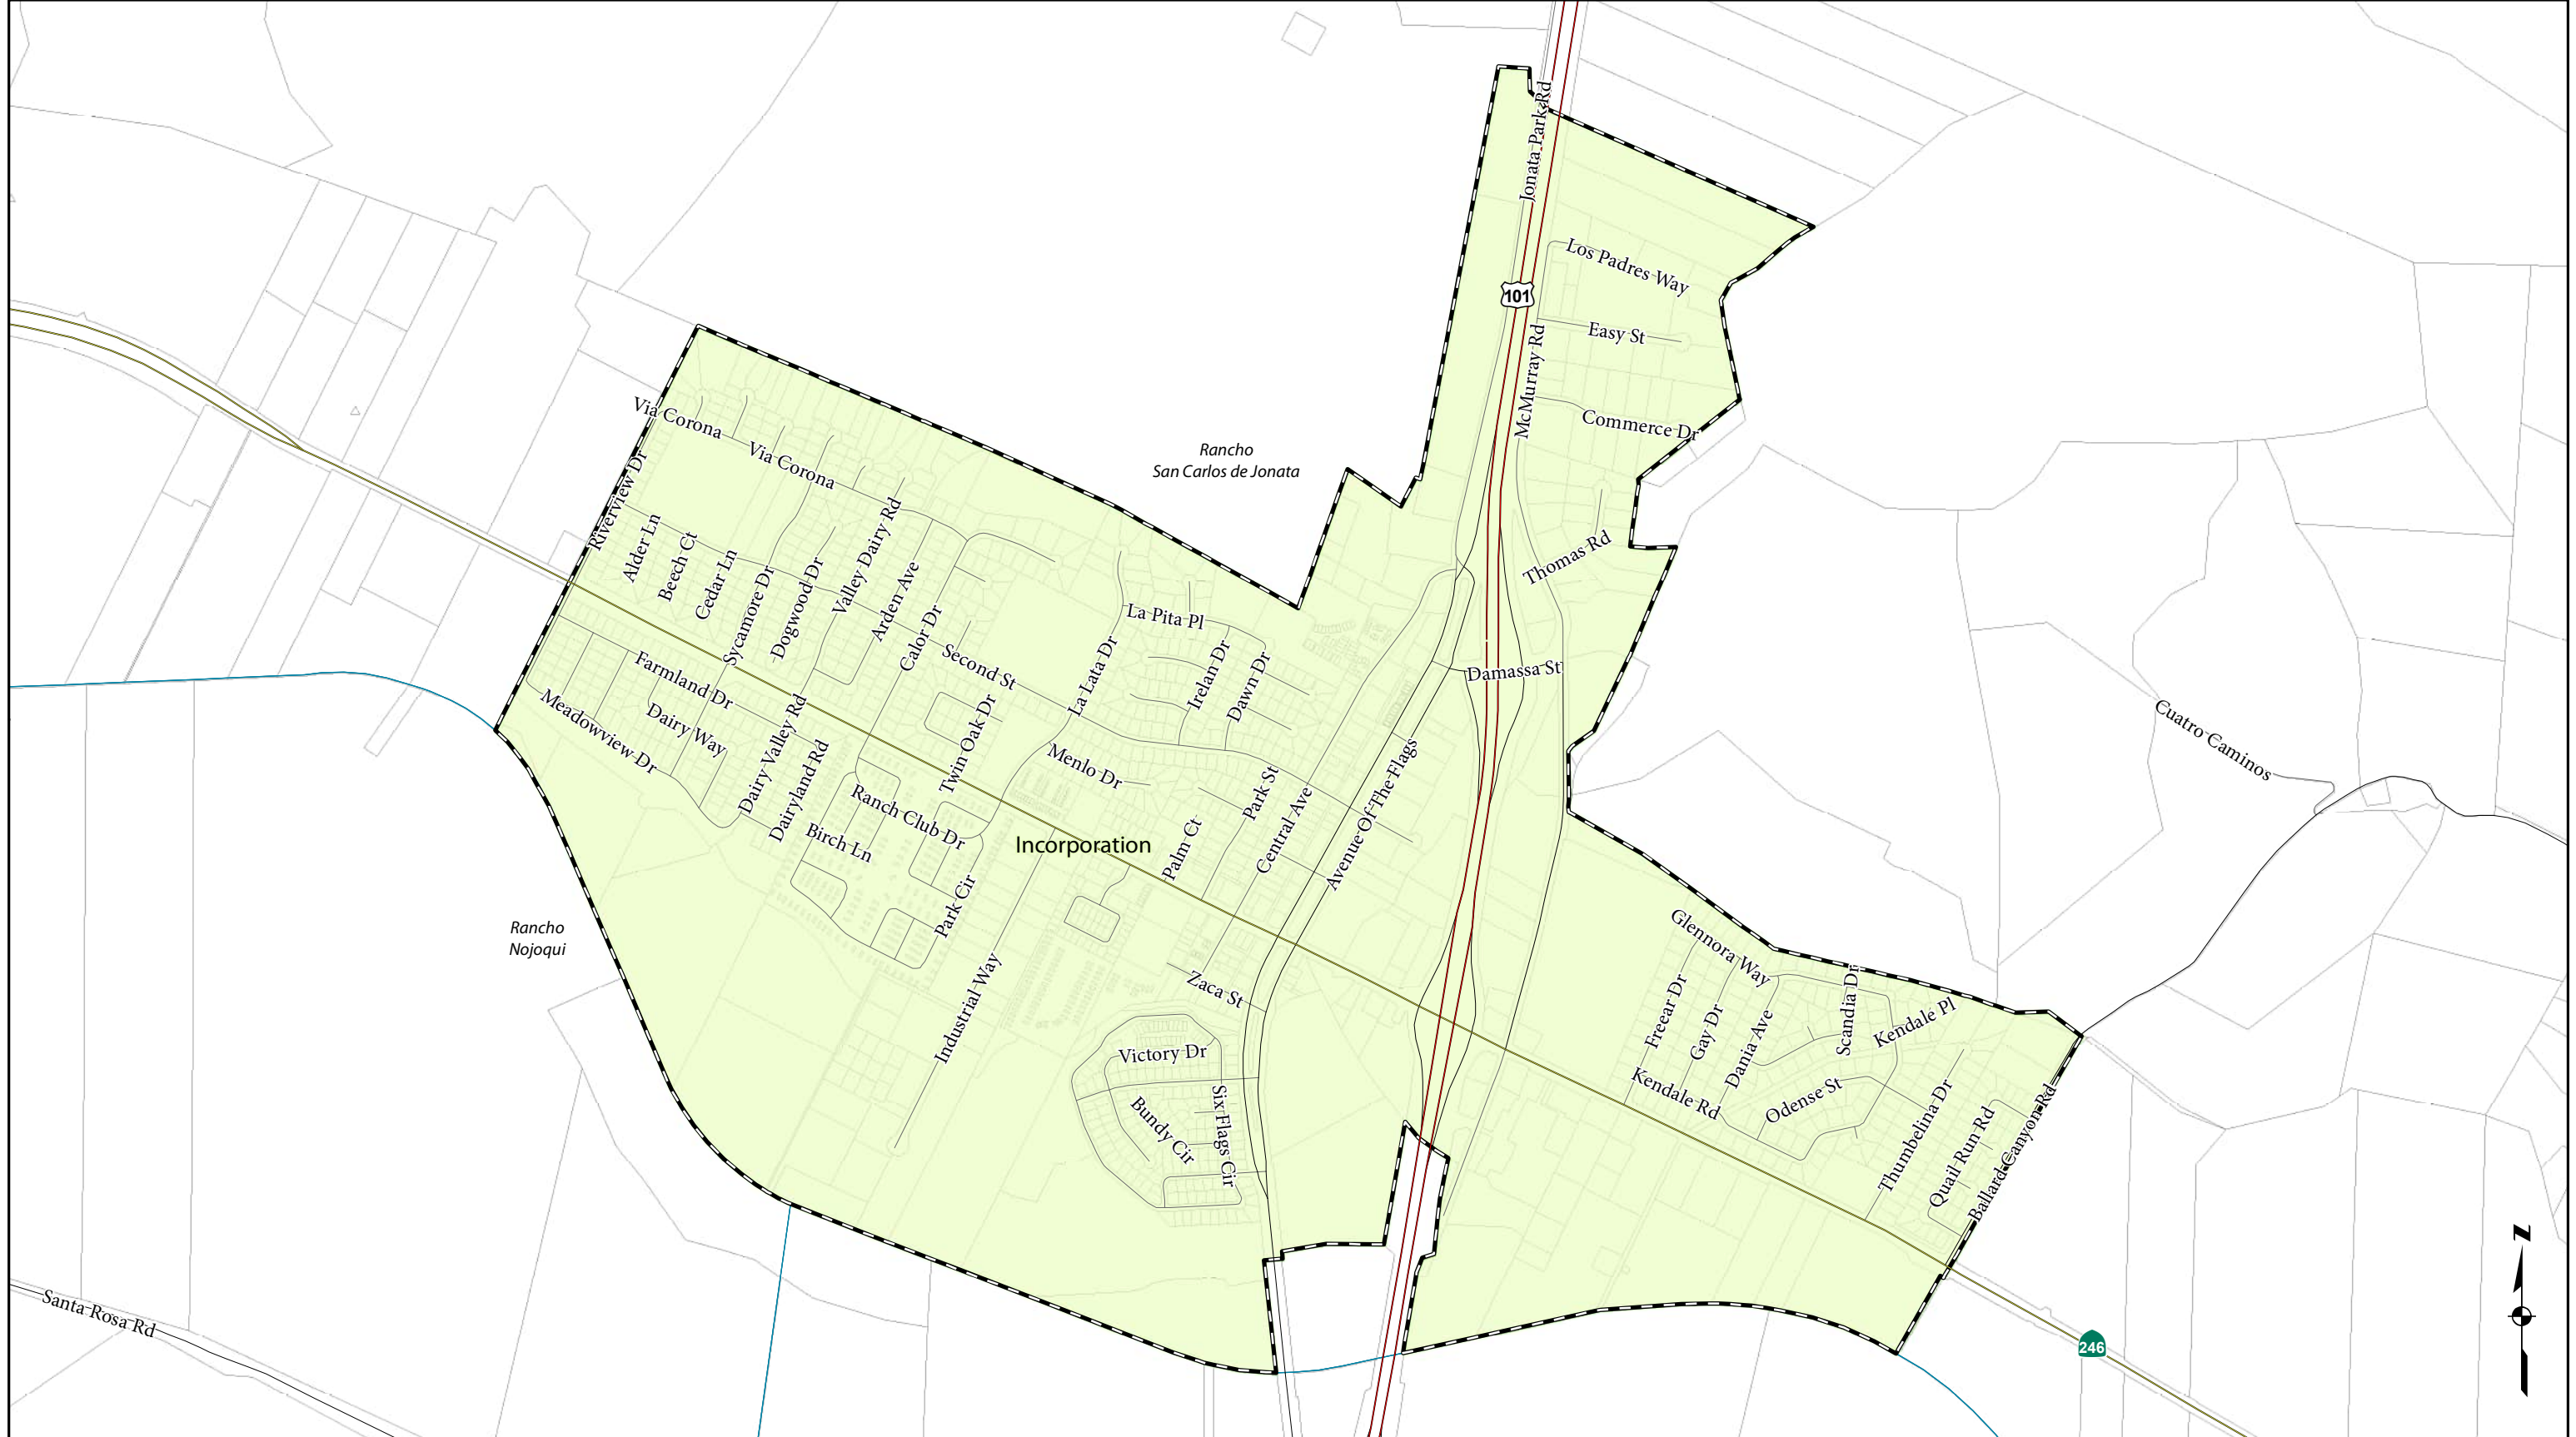 Jonata Park Rd
Los Padres Way
101
Easy St
McMurray Rd
Commerce Dr
Via Corona
Via Corona
Rancho
San Carlos de Jonata
Riverview Dr
Alder Ln
Beech Ct
Cedar Ln
Sycamore Dr
Dogwood Dr
Valley Dairy Rd
Arden Ave
Calor Dr
Thomas Rd
La Pita Pl
Second St
La Lata Dr
Irelan Dr
Dawn Dr
Damassa St
Farmland Dr
Meadowview Dr
Dairy Way
Dairy Valley Rd
Dairyland Rd
Twin Oak Dr
Menlo Dr
Cuatro Caminos
Ranch Club Dr
Birch Ln
Park St
Central Ave
Avenue Of The Flags
Incorporation
Palm Ct
Park Cir
Rancho
Nojoqui
Industrial Way
Zaca St
Glennora Way
Freear Dr
Gay Dr
Dania Ave
Scandia Dr
Kendale Pl
Victory Dr
Bundy Cir
Six Flags Cir
Kendale Rd
Odense St
Thumbelina Dr
Quail Run Rd
Ballard Canyon Rd
Santa Rosa Rd
246
N